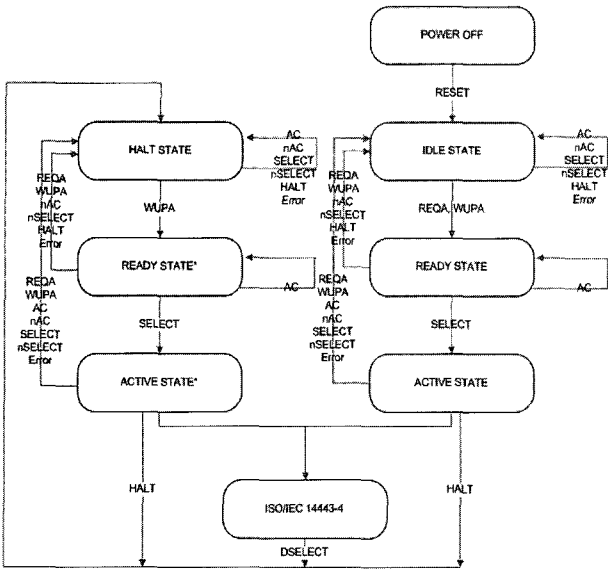 POWER OFF
RESET
HALT STATE
AC
nAC
SELECT
nSELECT
HALT
Error
IDLE STATE
AC
nAC
SELECT
nSELECT
HALT
Error
REQA
WUPA
nAC
nSELECT
HALT
Error
WUPA
REQA
WUPA
nAC
nSELECT
HALT
Error
REQA, WUPA
READY STATE*
AC
READY STATE
AC
REQA
WUPA
AC
nAC
SELECT
nSELECT
Error
SELECT
REQA
WUPA
AC
nAC
SELECT
nSELECT
Error
SELECT
ACTIVE STATE*
ACTIVE STATE
HALT
ISO/IEC 14443-4
HALT
DSELECT